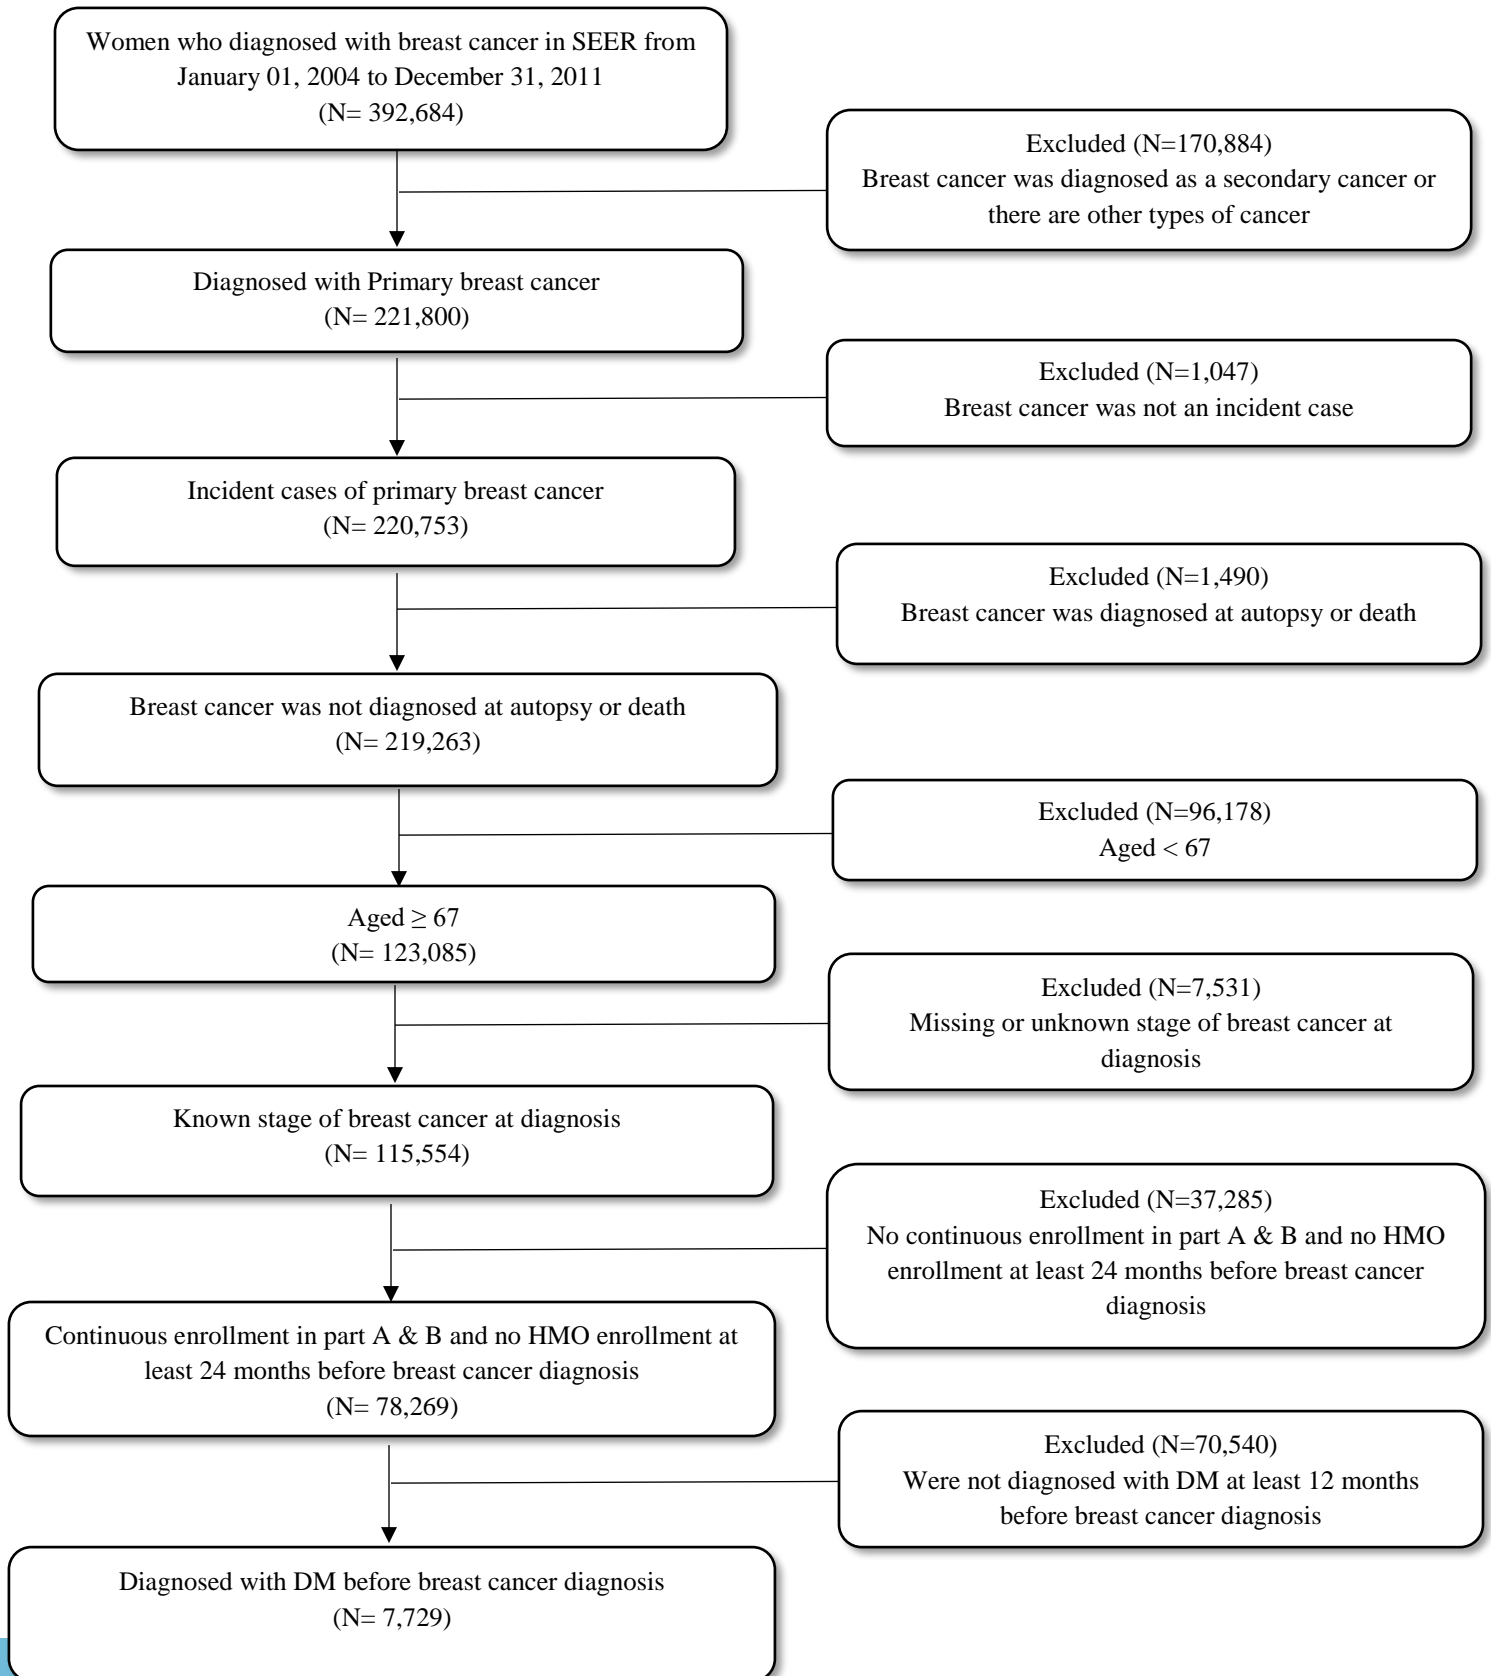 Women who diagnosed with breast cancer in SEER from
January 01, 2004 to December 31, 2011
(N= 392,684)
Excluded (N=170,884)
Breast cancer was diagnosed as a secondary cancer or
there are other types of cancer
Diagnosed with Primary breast cancer
(N= 221,800)
Excluded (N=1,047)
Breast cancer was not an incident case
Incident cases of primary breast cancer
(N= 220,753)
Excluded (N=1,490)
Breast cancer was diagnosed at autopsy or death
Breast cancer was not diagnosed at autopsy or death
(N= 219,263)
Excluded (N=96,178)
Aged < 67
Aged ≥ 67
(N= 123,085)
Excluded (N=7,531)
Missing or unknown stage of breast cancer at
diagnosis
Known stage of breast cancer at diagnosis
(N= 115,554)
Excluded (N=37,285)
No continuous enrollment in part A & B and no HMO
enrollment at least 24 months before breast cancer
diagnosis
Continuous enrollment in part A & B and no HMO enrollment at
least 24 months before breast cancer diagnosis
(N= 78,269)
Excluded (N=70,540)
Were not diagnosed with DM at least 12 months
before breast cancer diagnosis
Diagnosed with DM before breast cancer diagnosis
(N= 7,729)